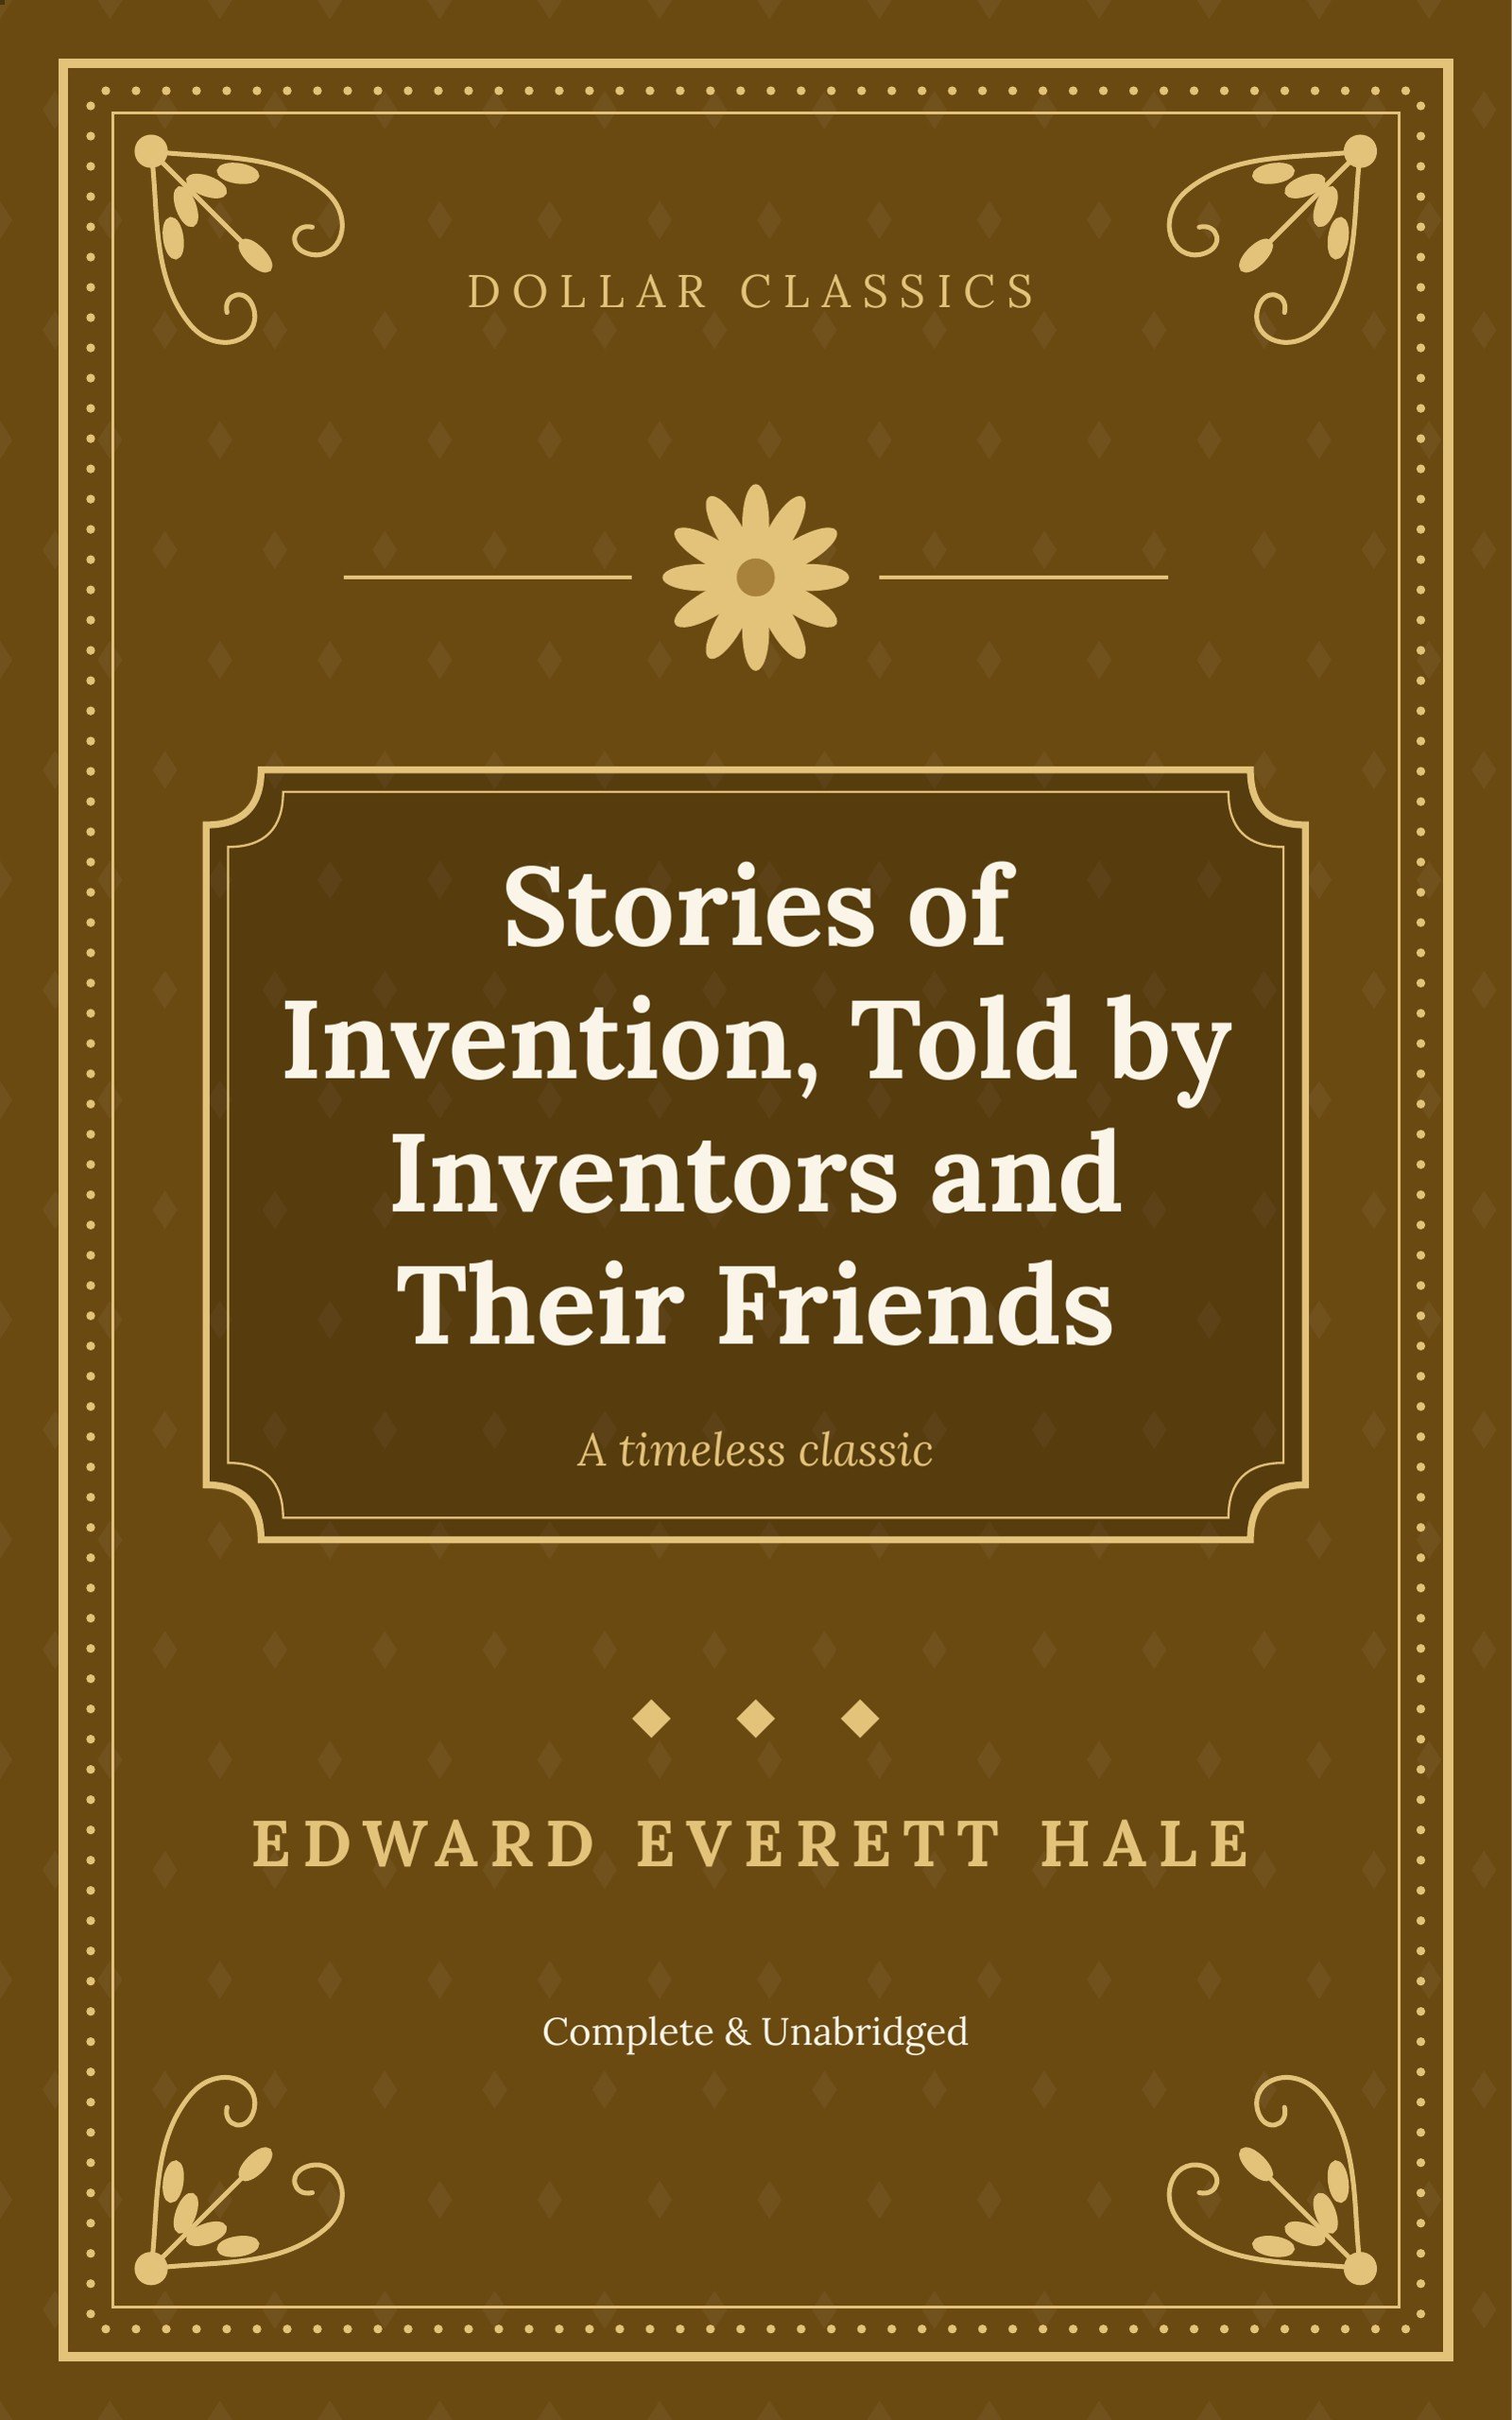 DOLLAR CLASSICS
Stories of
Invention, Told by
Inventors and
Their Friends
A timeless classic
EDWARD EVERETT HALE
Complete & Unabridged